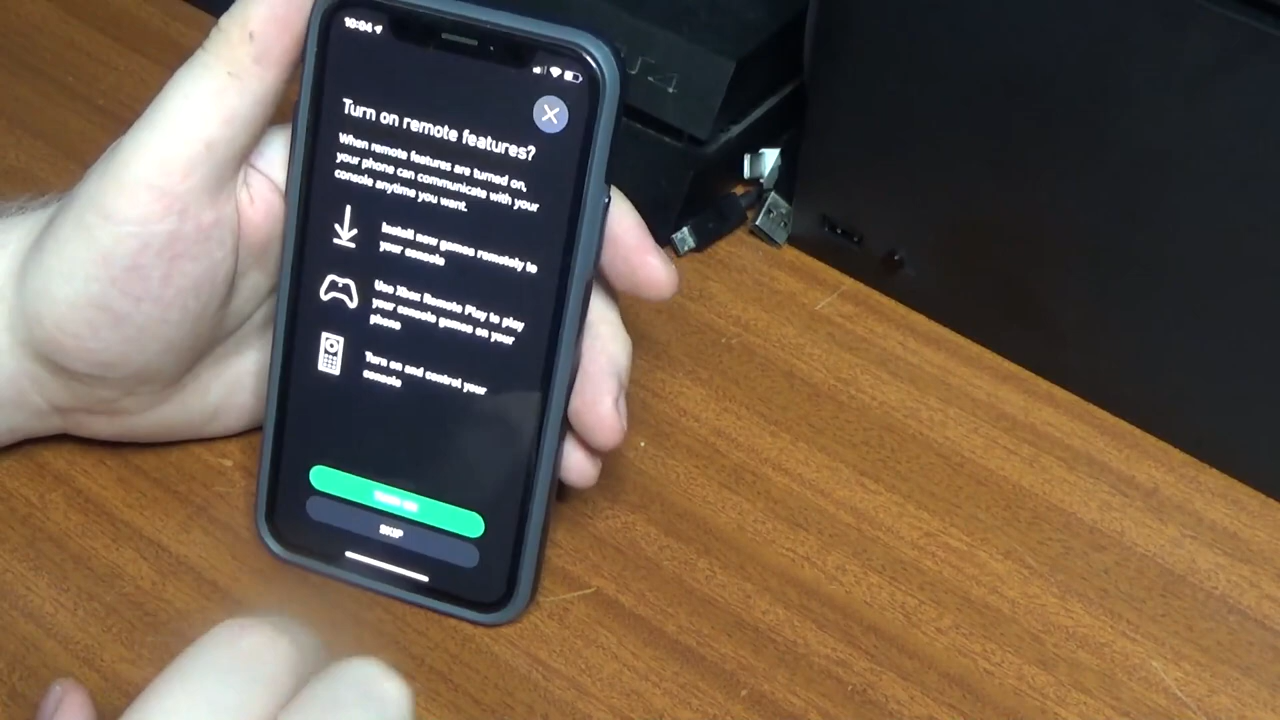 10:04
Turn on remote features?
When remote features are turned on,
your phone can communicate with your
console anytime you want.
Install new games remotely to
your console
Use Xbox Remote Play to play
your console games on your
phone
Turn on and control your
console
SKIP